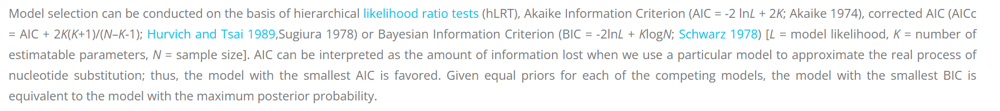 Model selection can be conducted on the basis of hierarchical likelihood ratio tests (hLRT), Akaike Information Criterion (AIC = -2 lnL + 2K; Akaike 1974), corrected AIC (AICc
= AIC + 2K(K+1)/(N–K-1); Hurvich and Tsai 1989,Sugiura 1978) or Bayesian Information Criterion (BIC = -2lnL + KlogN; Schwarz 1978) [L = model likelihood, K = number of
estimatable parameters, N = sample size]. AIC can be interpreted as the amount of information lost when we use a particular model to approximate the real process of
nucleotide substitution; thus, the model with the smallest AIC is favored. Given equal priors for each of the competing models, the model with the smallest BIC is
equivalent to the model with the maximum posterior probability.